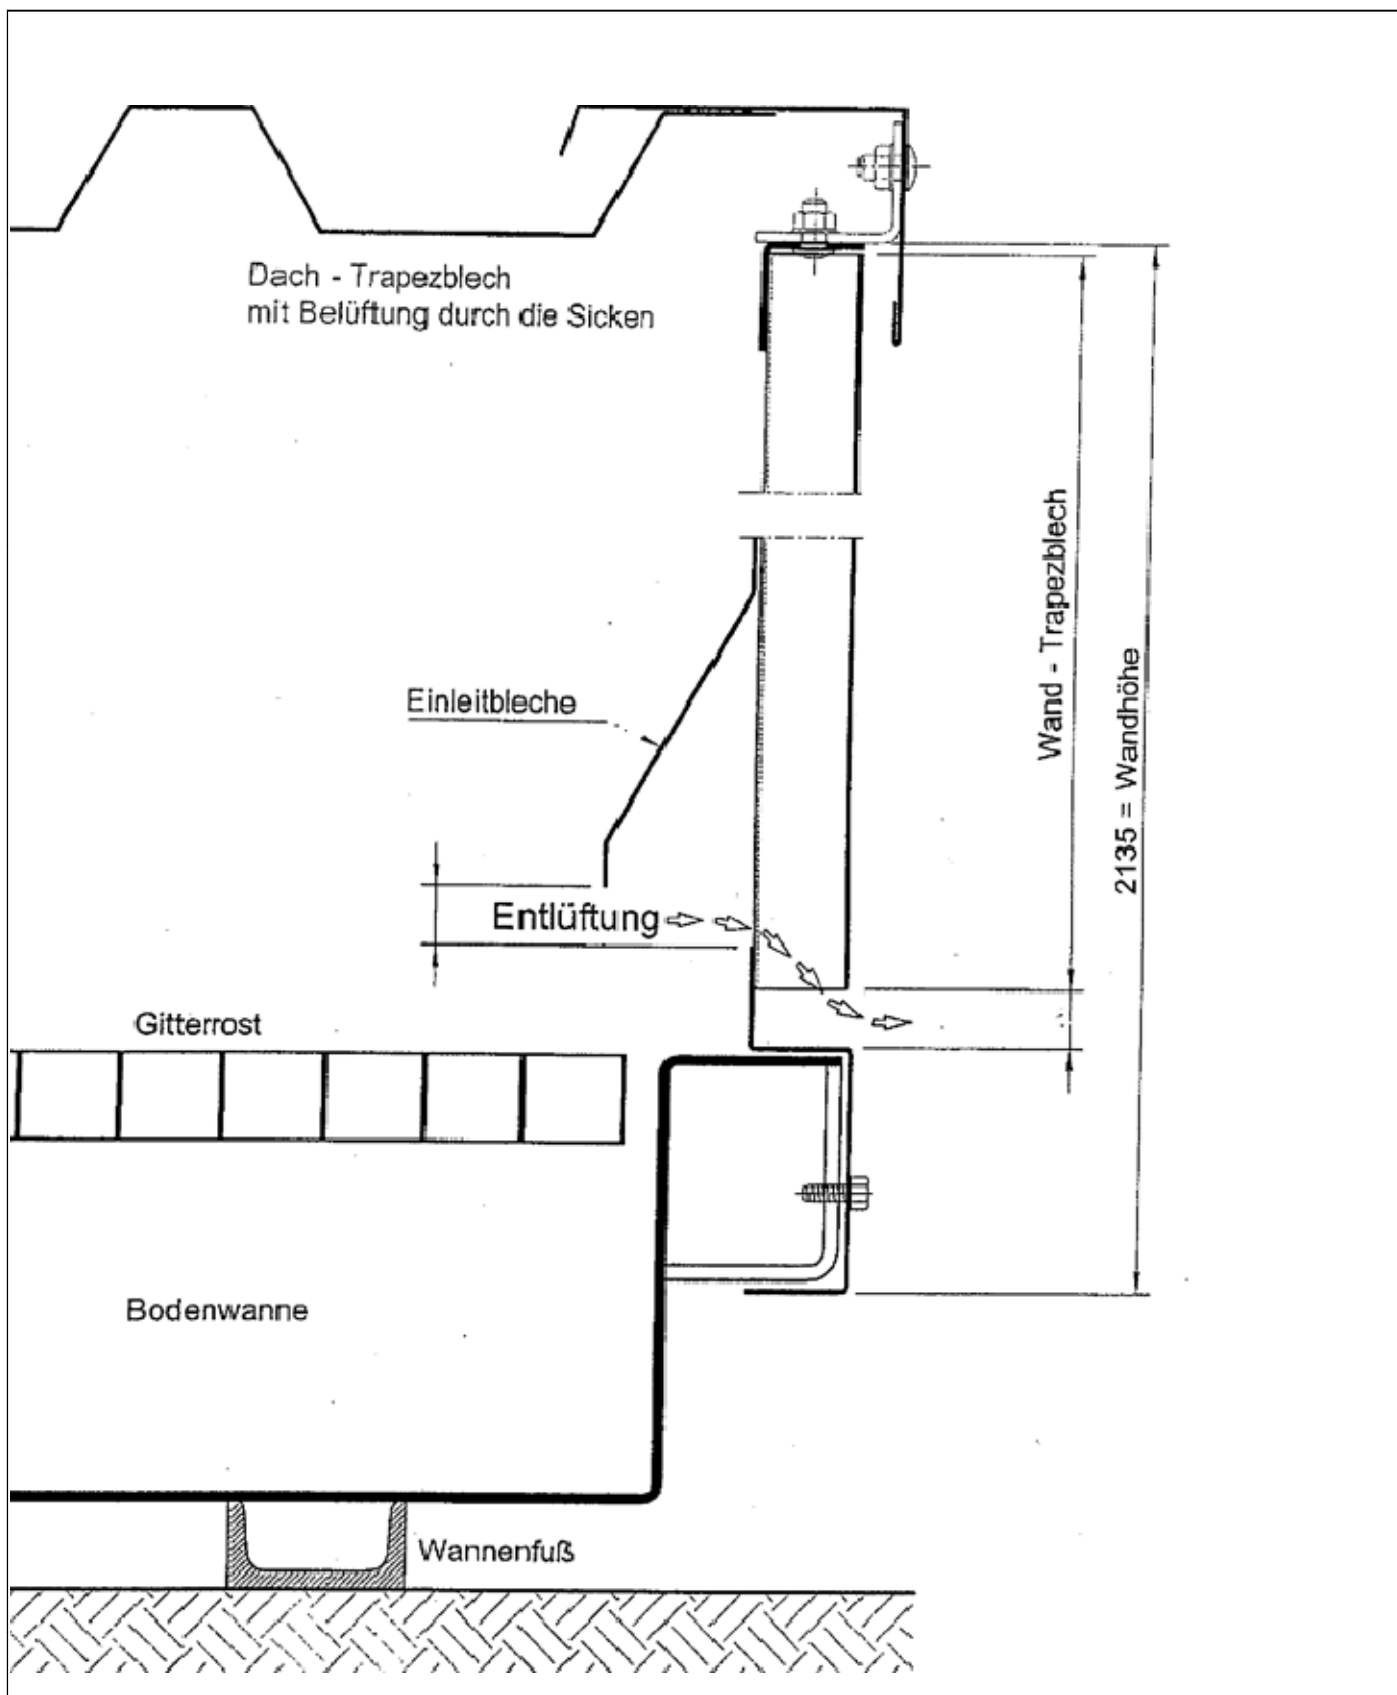 Dach - Trapezblech
mit Belüftung durch die Sicken
Wand - Trapezblech
2135 = Wandhöhe
Einleitbleche
Entlüftung
Gitterrost
Bodenwanne
Wannenfuß